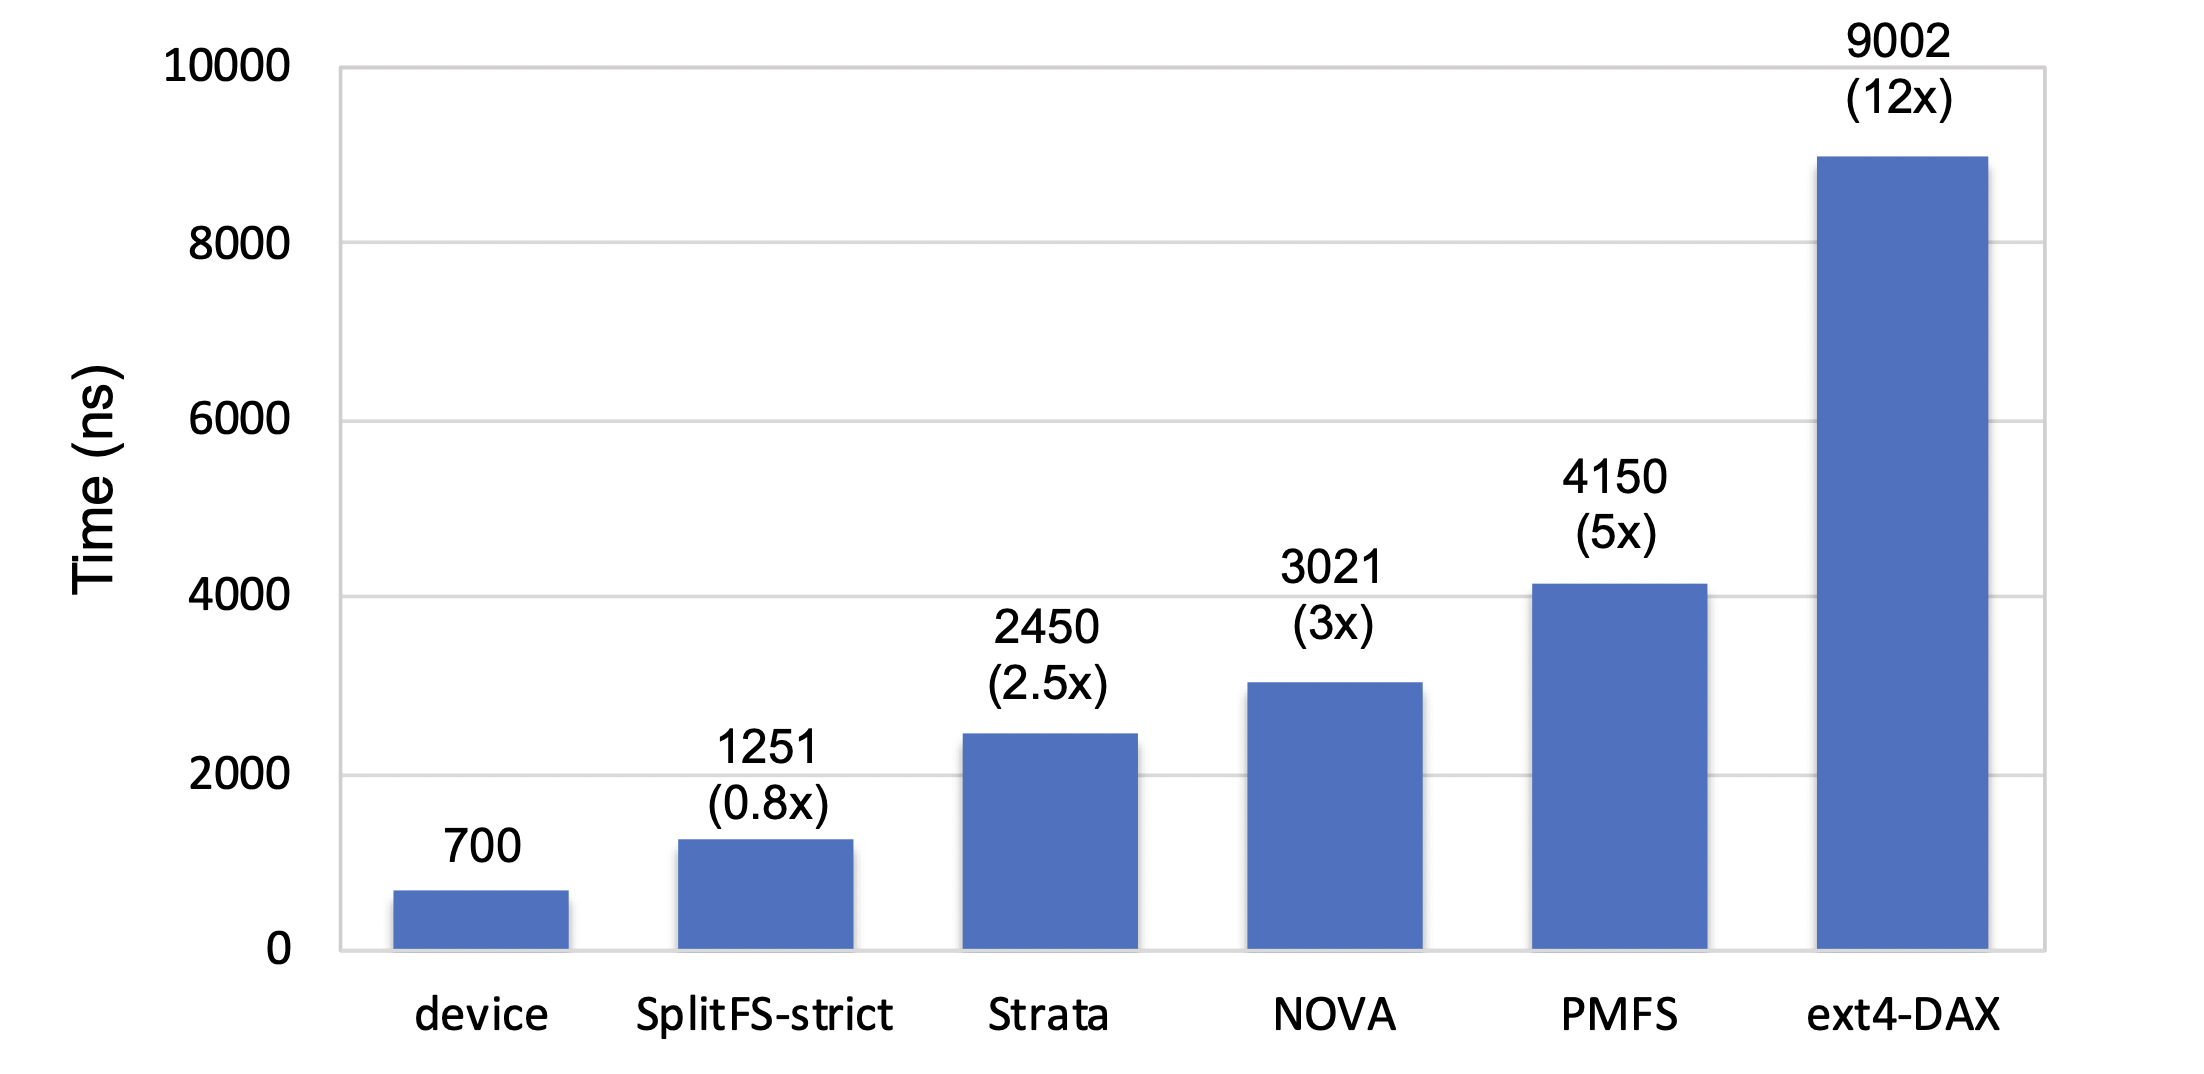 Time (ns)
10000
8000
6000
4000
2000
0
700
1251
(0.8x)
2450
(2.5x)
3021
(3x)
4150
(5x)
9002
(12x)
device
SplitFS-strict
Strata
NOVA
PMFS
ext4-DAX